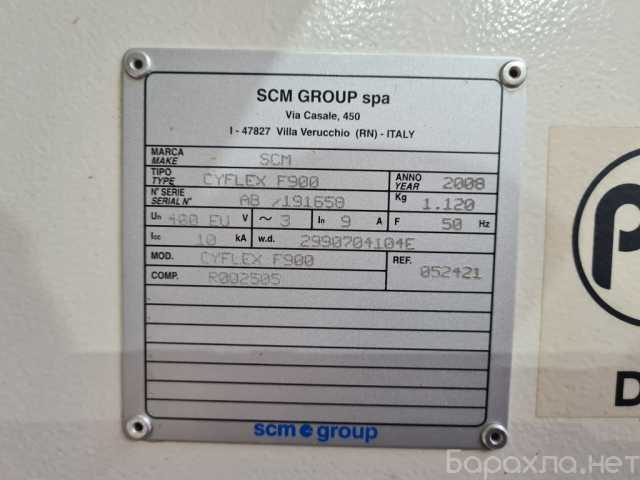 SCM GROUP spa
Via Casale, 450
I - 47827 Villa Verucchio (RN) - ITALY
MARCA
MAKE
SCM
TIPO
TYPE
CYFLEX F900
ANNO
YEAR
2008
N° SERIE
SERIAL N°
AB /191658
Kg
1.120
Un 400 EU V ~ 3 In 9 A F 50 Hz
Icc 10 kA w.d. 2990704104E
MOD. CYFLEX F900
REF. 052421
COMP. R002505
scm group
D
Барахла.нет